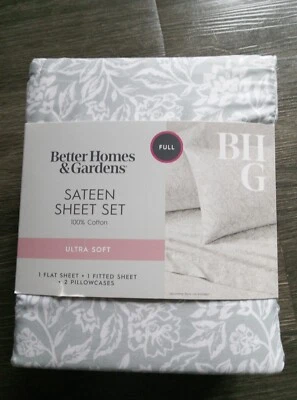 FULL
BH
G
Better Homes
& Gardens
SATEEN
SHEET SET
100% Cotton
ULTRA SOFT
1 FLAT SHEET + 1 FITTED SHEET
+ 2 PILLOWCASES